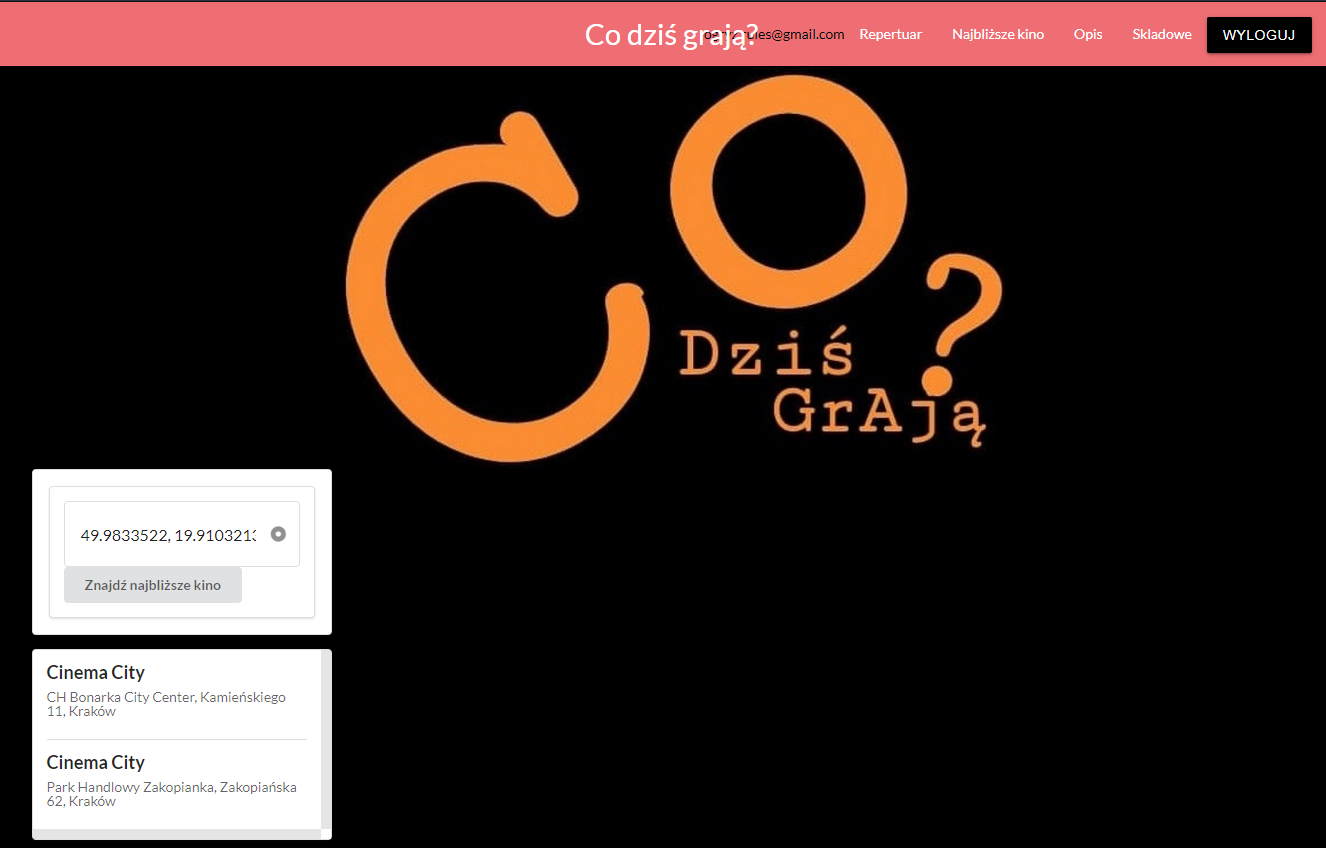 Co dziś grają?
@gmail.com
Repertuar
Najbliższe kino
Opis
Skladowe
WYLOGUJ
CO
Dziś
?
GrAją
49.9833522, 19.910321
Znajdź najbliższe kino
Cinema City
CH Bonarka City Center, Kamieńskiego
11, Kraków
Cinema City
Park Handlowy Zakopianka, Zakopiańska
62, Kraków